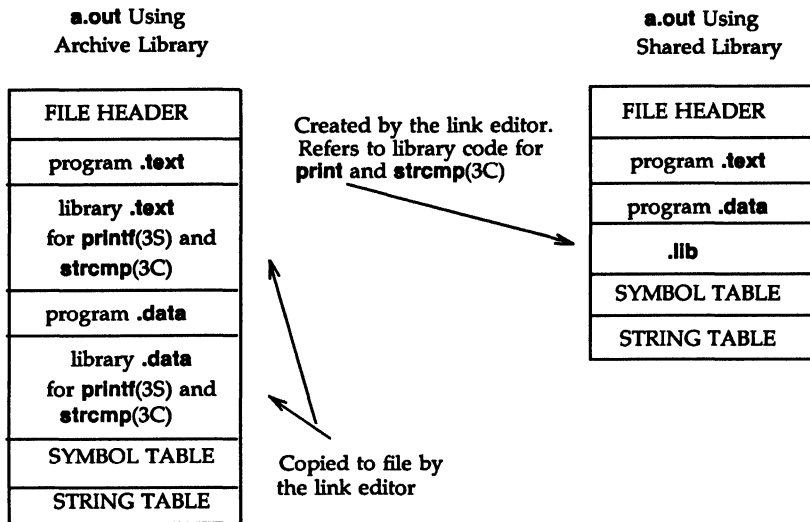 a.out Using
Archive Library
FILE HEADER
program .text
library .text
for printf(3S) and
strcmp(3C)
program .data
library .data
for printf(3S) and
strcmp(3C)
SYMBOL TABLE
STRING TABLE
Created by the link editor.
Refers to library code for
print and strcmp(3C)
Copied to file by
the link editor
a.out Using
Shared Library
FILE HEADER
program .text
program .data
.lib
SYMBOL TABLE
STRING TABLE